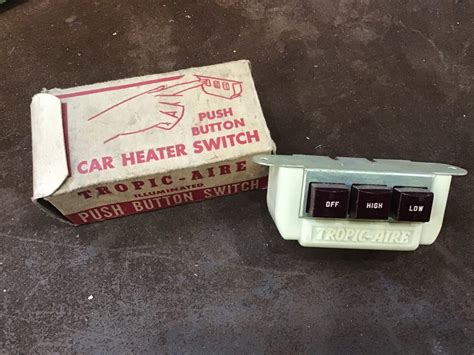 PUSH
BUTTON
CAR HEATER SWITCH
TROPIC-AIRE
ILLUMINATED
PUSH BUTTON SWITCH
OFF
HIGH
LOW
TROPIC-AIRE